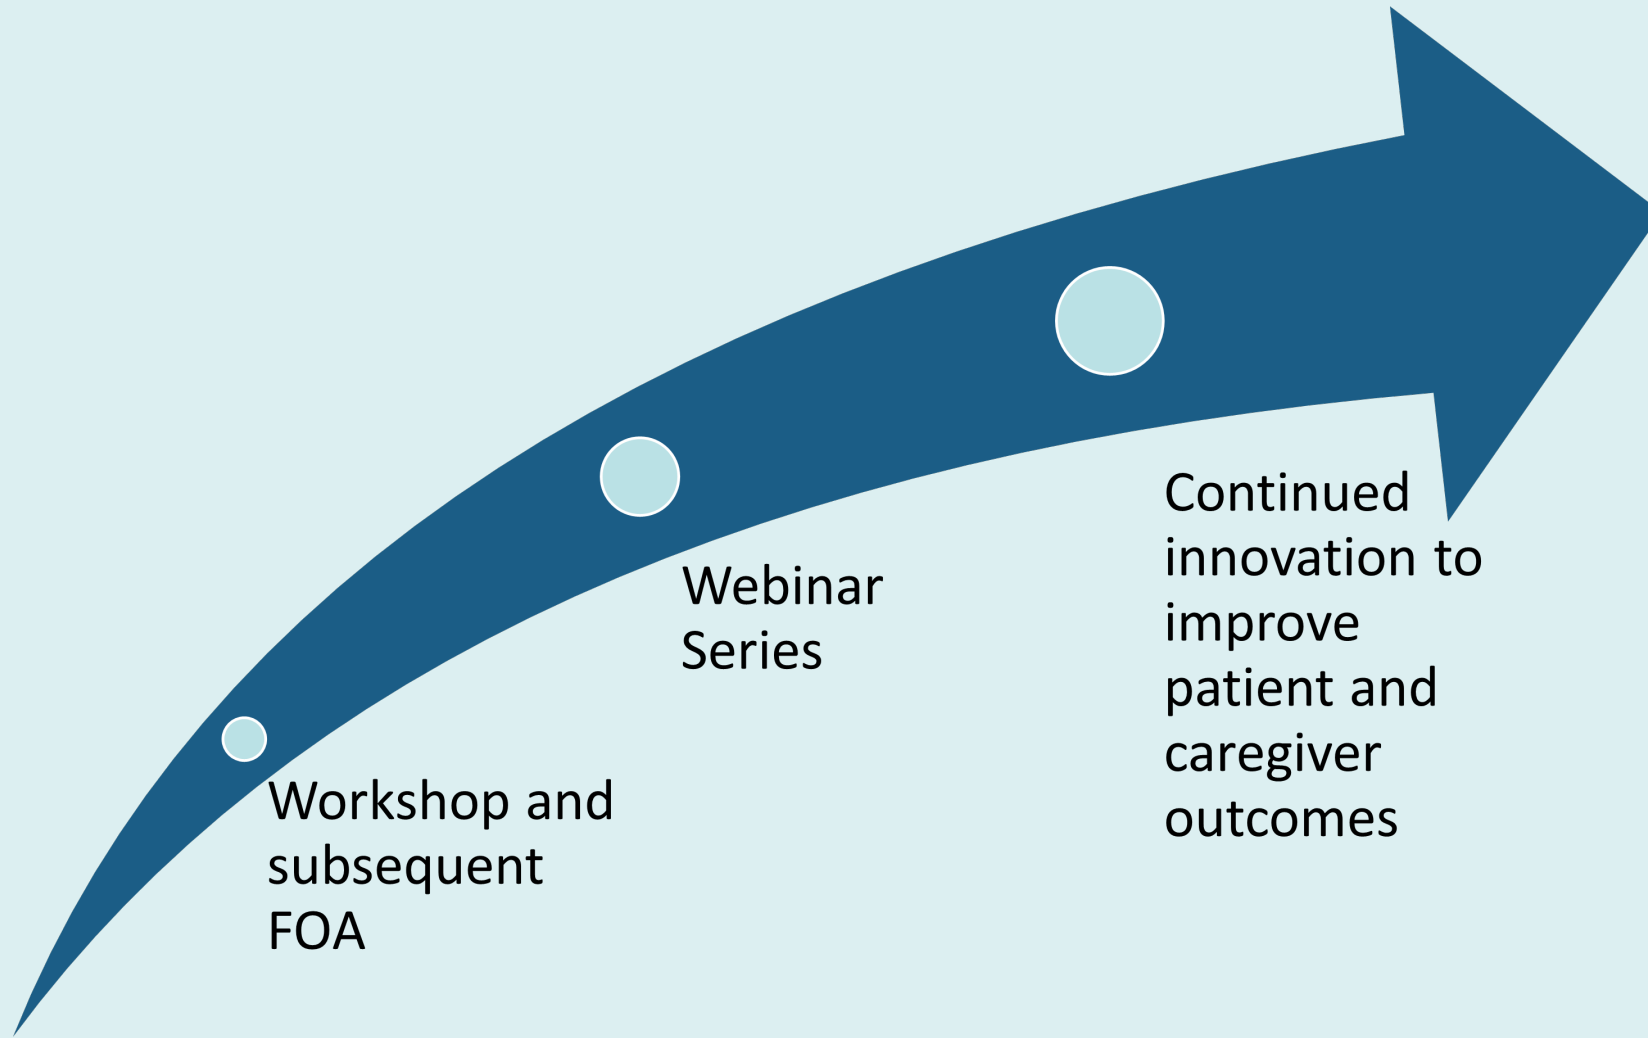 Workshop and
subsequent
FOA
Webinar
Series
Continued
innovation to
improve
patient and
caregiver
outcomes